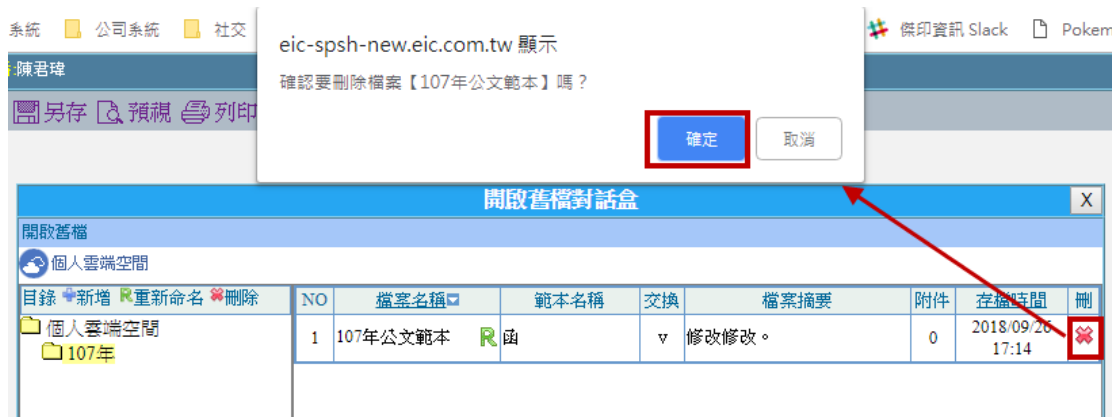 系統 公司系統 社交
傑印資訊 Slack Pokem
eic-spsh-new.eic.com.tw 顯示
確認要刪除檔案【107年公文範本】嗎？
確定 取消
:陳君瑋
另存 預視 列印
開啟舊檔對話盒 X
開啟舊檔
個人雲端空間
目錄 新增 R重新命名 刪除
個人雲端空間
107年
NO 檔案名稱 範本名稱 交換 檔案摘要 附件 存檔時間 刪
1 107年公文範本 R 函 v 修改修改。 0 2018/09/26
17:14